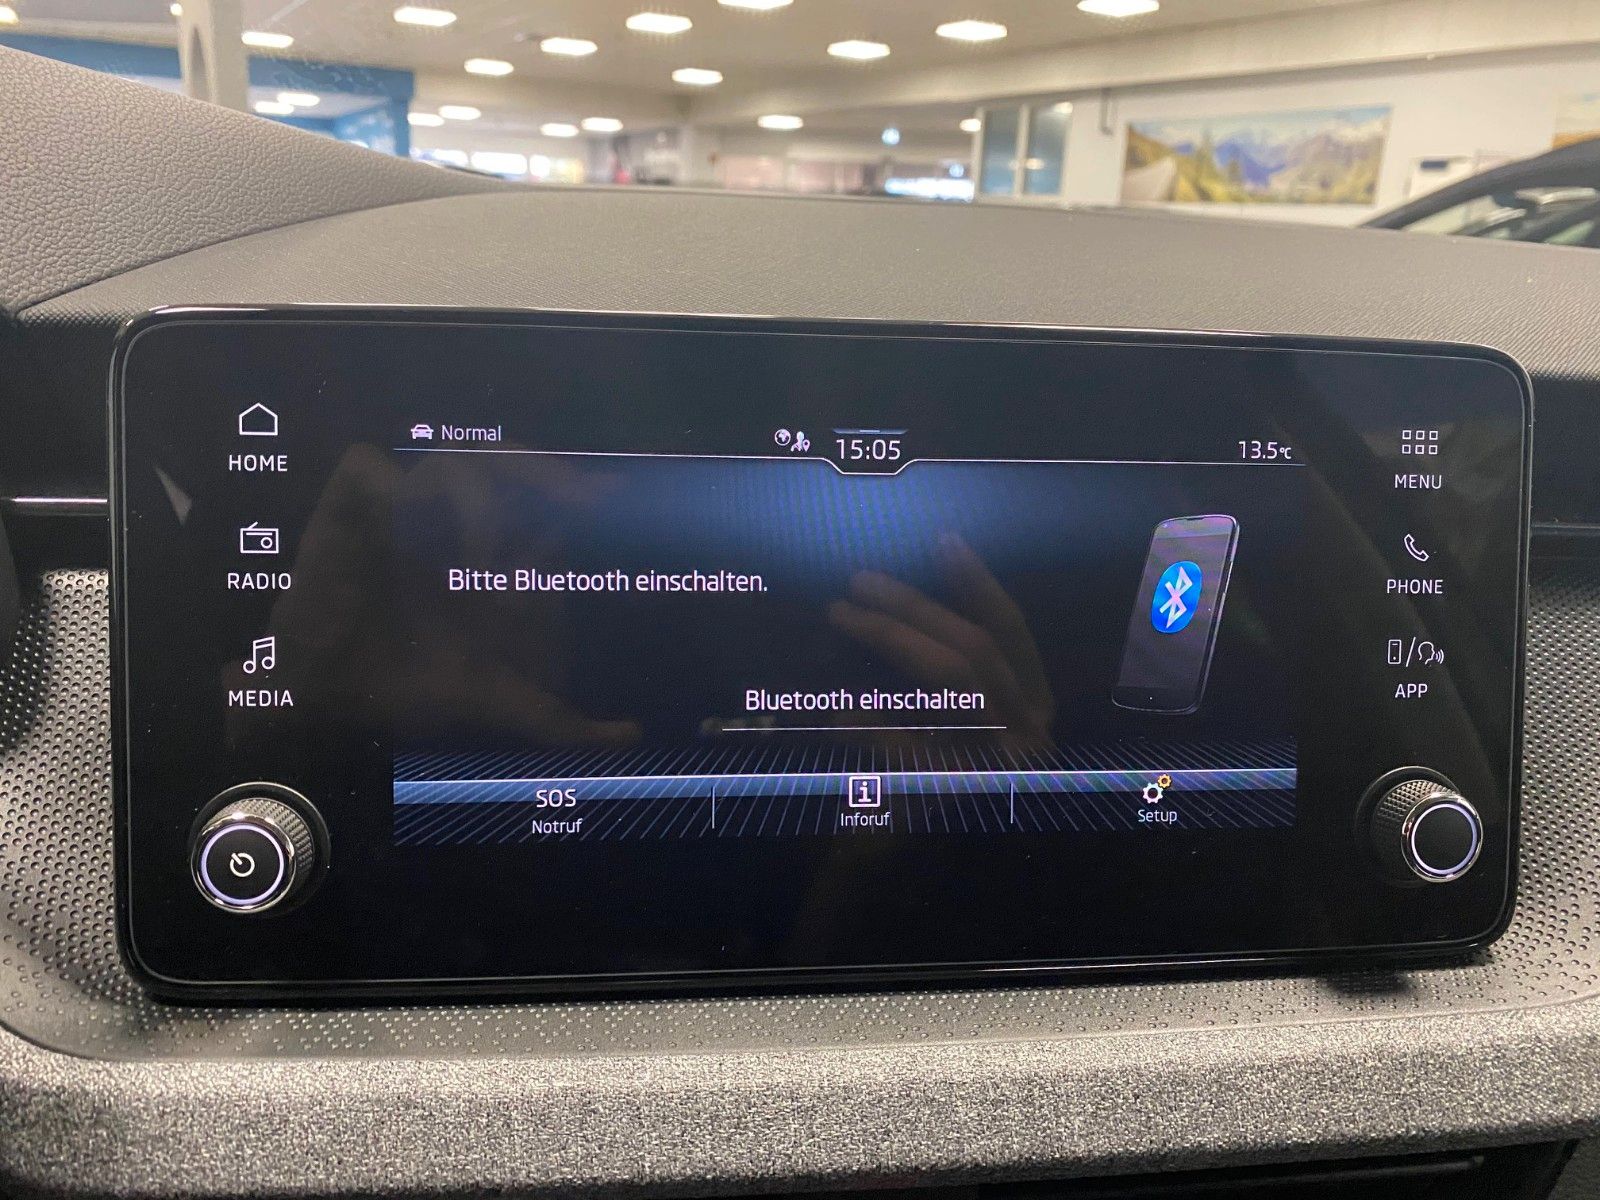 HOME
RADIO
MEDIA
Normal
15:05
13.5°C
Bitte Bluetooth einschalten.
Bluetooth einschalten
SOS
Notruf
i
Inforuf
Setup
MENU
PHONE
APP